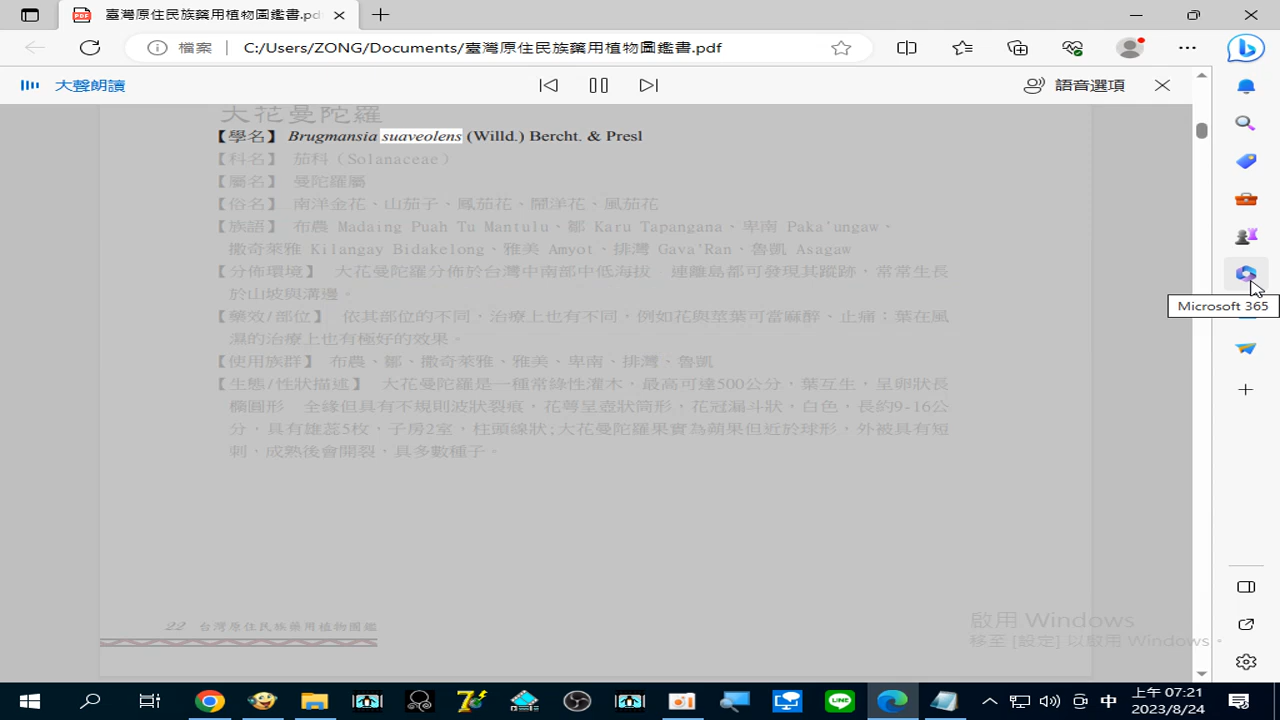 臺灣原住民族藥用植物圖鑑書.pd
檔案 C:/Users/ZONG/Documents/臺灣原住民族藥用植物圖鑑書.pdf
大聲朗讀
語音選項
大花曼陀羅
【學名】 Brugmansia suaveolens (Willd.) Bercht. & Presl
【科名】 茄科（Solanaceae）
【屬名】 曼陀羅屬
【俗名】 南洋金花、山茄子、鳳茄花、鬧洋花、風茄花
【族語】 布農 Madaing Puah Tu Mantulu、鄒 Karu Tapangana、卑南 Paka'ungaw、
撒奇萊雅 Kilangay Bidakelong、雅美 Amyot、排灣 Gava'Ran、魯凱 Asagaw
【分佈環境】 大花曼陀羅分佈於台灣中南部中低海拔 連離島都可發現其蹤跡，常常生長
於山坡與溝邊。
【藥效/部位】 依其部位的不同，治療上也有不同，例如花與莖葉可當麻醉、止痛；葉在風
濕的治療上也有極好的效果。
【使用族群】 布農、鄒、撒奇萊雅、雅美、卑南、排灣、魯凱
【生態/性狀描述】 大花曼陀羅是一種常綠性灌木，最高可達500公分，葉互生，呈卵狀長
橢圓形 全緣但具有不規則波狀裂痕，花萼呈壺狀筒形，花冠漏斗狀，白色，長約9-16公
分，具有雄蕊5枚，子房2室，柱頭線狀；大花曼陀羅果實為蒴果但近於球形，外被具有短
刺、成熟後會開裂，具多數種子。
22 台灣原住民族藥用植物圖鑑
Microsoft 365
啟用 Windows
移至 [設定] 以啟用 Windows。
中
上午 07:21
2023/8/24